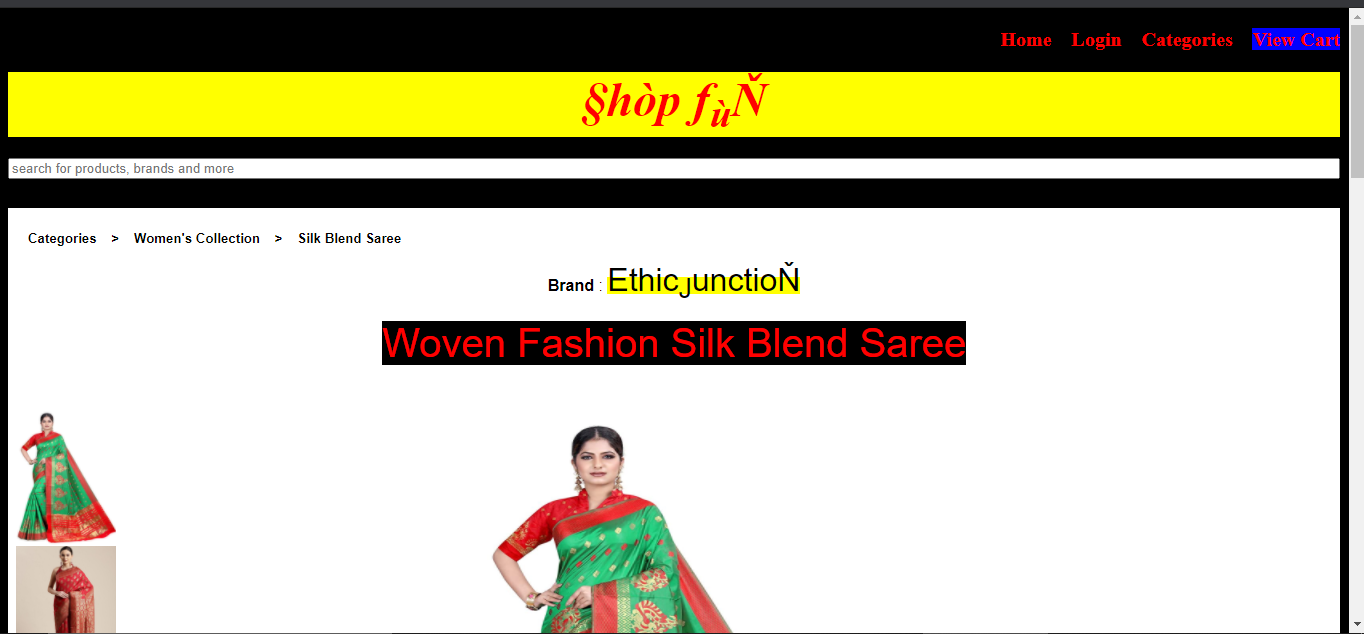 Home Login Categories View Cart
§hòp fùŇ
search for products, brands and more
Categories > Women's Collection > Silk Blend Saree
Brand : EthicȷunctioŇ
Woven Fashion Silk Blend Saree